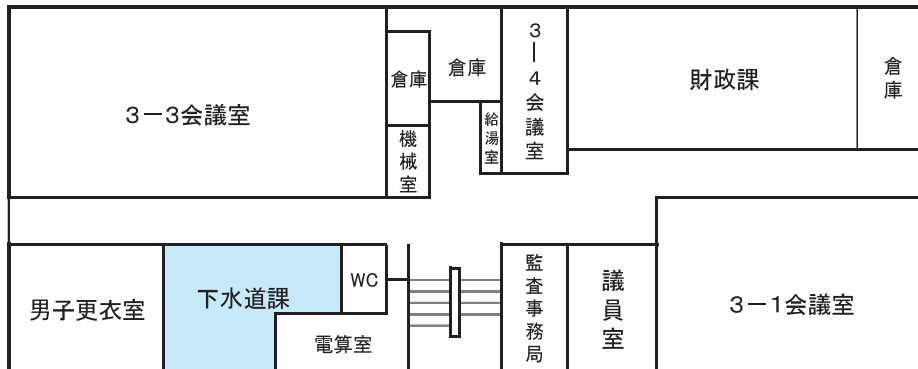 3－3会議室
倉庫
機械室
倉庫
給湯室
3－4会議室
財政課
倉庫
男子更衣室
下水道課
WC
電算室
監査事務局
議員室
3－1会議室